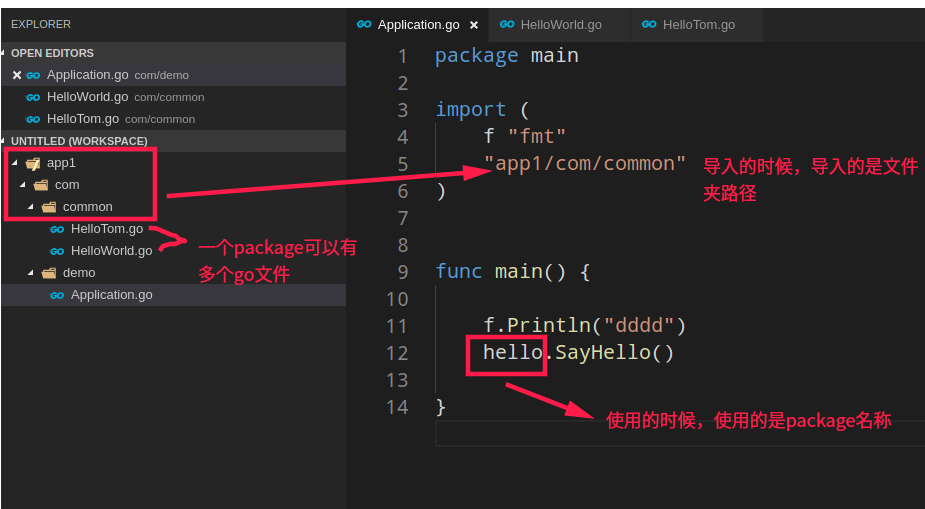 EXPLORER
OPEN EDITORS
Application.go com/demo
HelloWorld.go com/common
HelloTom.go com/common
UNTITLED (WORKSPACE)
app1
com
common
HelloTom.go
HelloWorld.go
demo
Application.go
一个package可以有
多个go文件
Application.go
HelloWorld.go
HelloTom.go
1 package main
2
3 import (
4 f "fmt"
5 "app1/com/common"
6 )
7
8
9 func main() {
10
11 f.Println("dddd")
12 hello.SayHello()
13
14 }
导入的时候，导入的是文件
夹路径
使用的时候，使用的是package名称